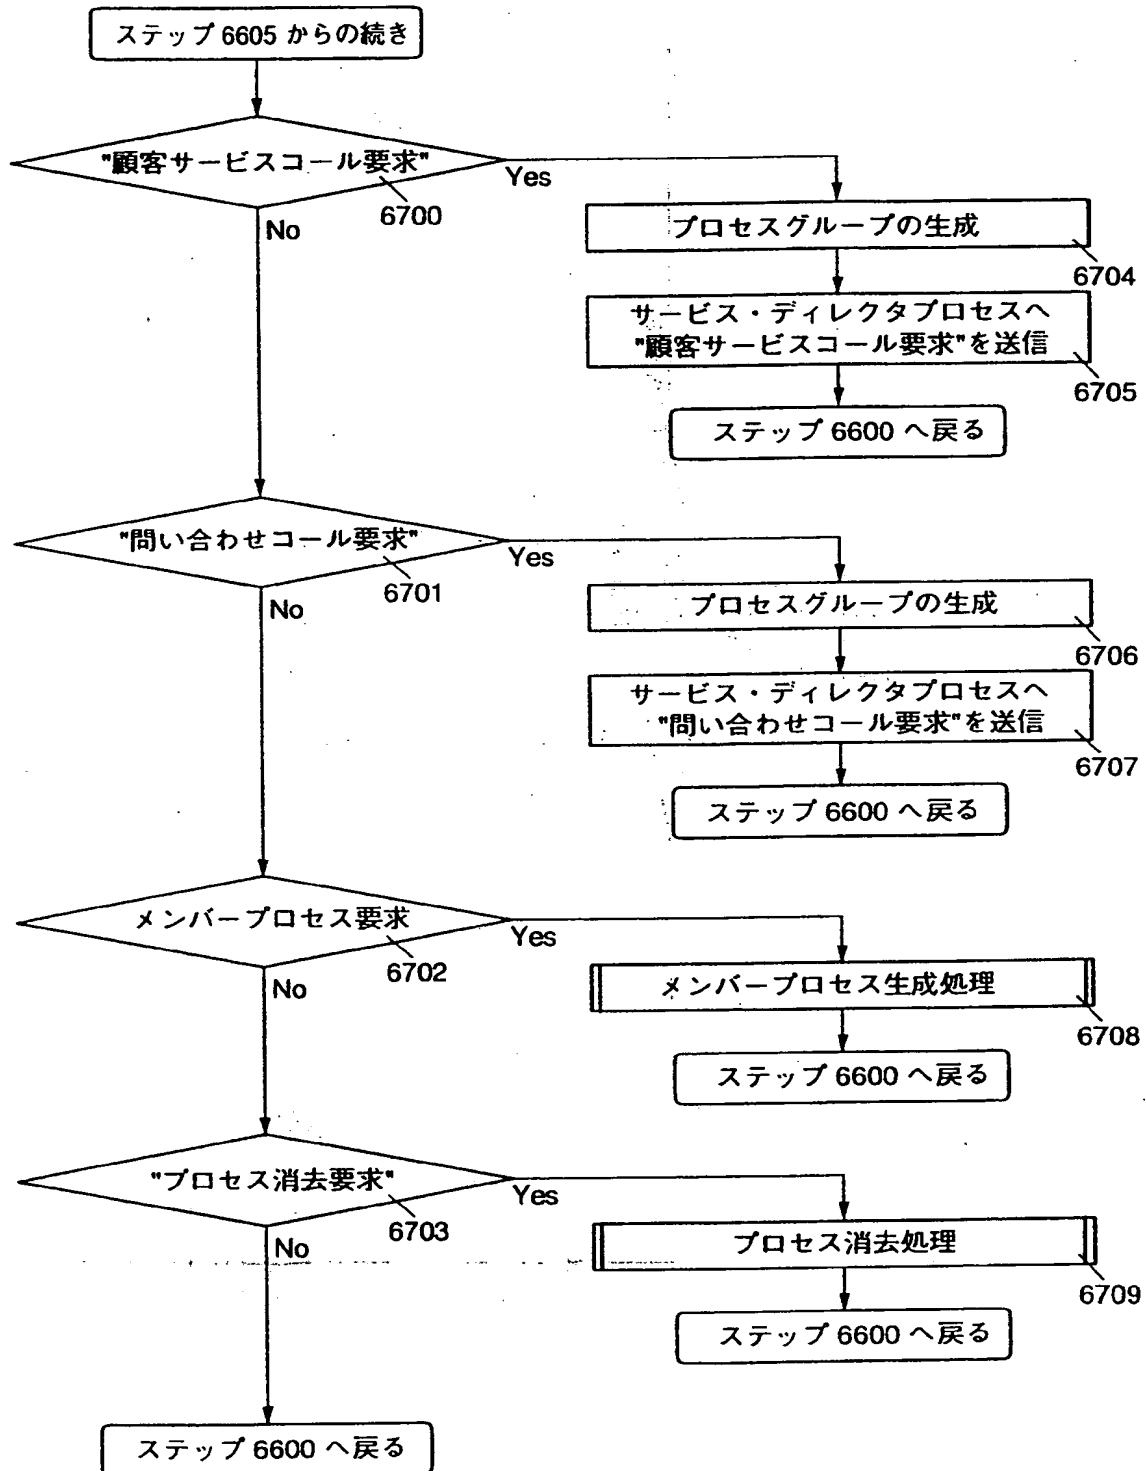 ステップ 6605 からの続き
"顧客サービスコール要求"
Yes
6700
No
プロセスグループの生成
6704
サービス・ディレクタプロセスへ
"顧客サービスコール要求"を送信
6705
ステップ 6600 へ戻る
"問い合わせコール要求"
Yes
6701
No
プロセスグループの生成
6706
サービス・ディレクタプロセスへ
"問い合わせコール要求"を送信
6707
ステップ 6600 へ戻る
メンバープロセス要求
Yes
6702
No
メンバープロセス生成処理
6708
ステップ 6600 へ戻る
"プロセス消去要求"
Yes
6703
No
プロセス消去処理
6709
ステップ 6600 へ戻る
ステップ 6600 へ戻る